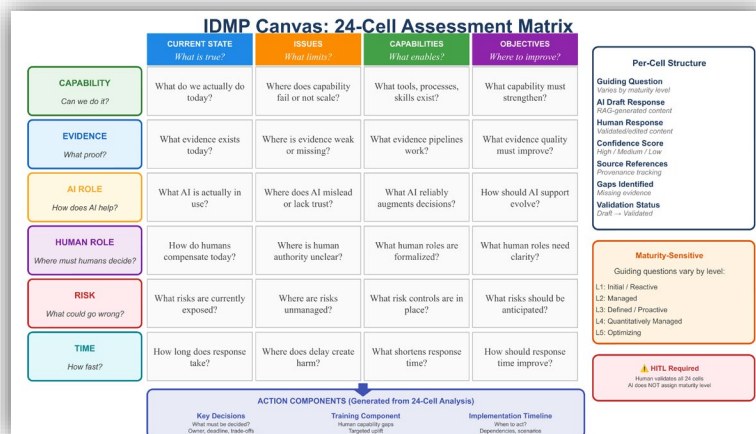 IDMP Canvas: 24-Cell Assessment Matrix
CURRENT STATE
What is true?
ISSUES
What limits?
CAPABILITIES
What enables?
OBJECTIVES
Where to improve?
CAPABILITY
Can we do it?
What do we actually do
today?
Where does capability
fail or not scale?
What tools, processes,
skills exist?
What capability must
strengthen?
EVIDENCE
What proof?
What evidence exists
today?
Where is evidence weak
or missing?
What evidence pipelines
work?
What evidence quality
must improve?
AI ROLE
How does AI help?
What AI is actually in
use?
Where does AI mislead
or lack trust?
What AI reliably
augments decisions?
How should AI support
evolve?
HUMAN ROLE
Where must humans decide?
How do humans
compensate today?
Where is human
authority unclear?
What human roles are
formalized?
What human roles need
clarity?
RISK
What could go wrong?
What risks are currently
exposed?
Where are risks
unmanaged?
What risk controls are in
place?
What risks should be
anticipated?
TIME
How fast?
How long does response
take?
Where does delay create
harm?
What shortens response
time?
How should response
time improve?
Per-Cell Structure
Guiding Question
Varies by maturity level
AI Draft Response
RAG-generated content
Human Response
Validated/edited content
Confidence Score
High / Medium / Low
Source References
Provenance tracking
Gaps Identified
Missing evidence
Validation Status
Draft → Validated
Maturity-Sensitive
Guiding questions vary by level:
L1: Initial / Reactive
L2: Managed
L3: Defined / Proactive
L4: Quantitatively Managed
L5: Optimizing
⚠️ HITL Required
Human validates all 24 cells
AI does NOT assign maturity level
ACTION COMPONENTS (Generated from 24-Cell Analysis)
Key Decisions
What must be decided?
Owner, deadline, trade-offs
Training Component
Human capability gaps
Targeted uplift
Implementation Timeline
When to act?
Dependencies, scenarios